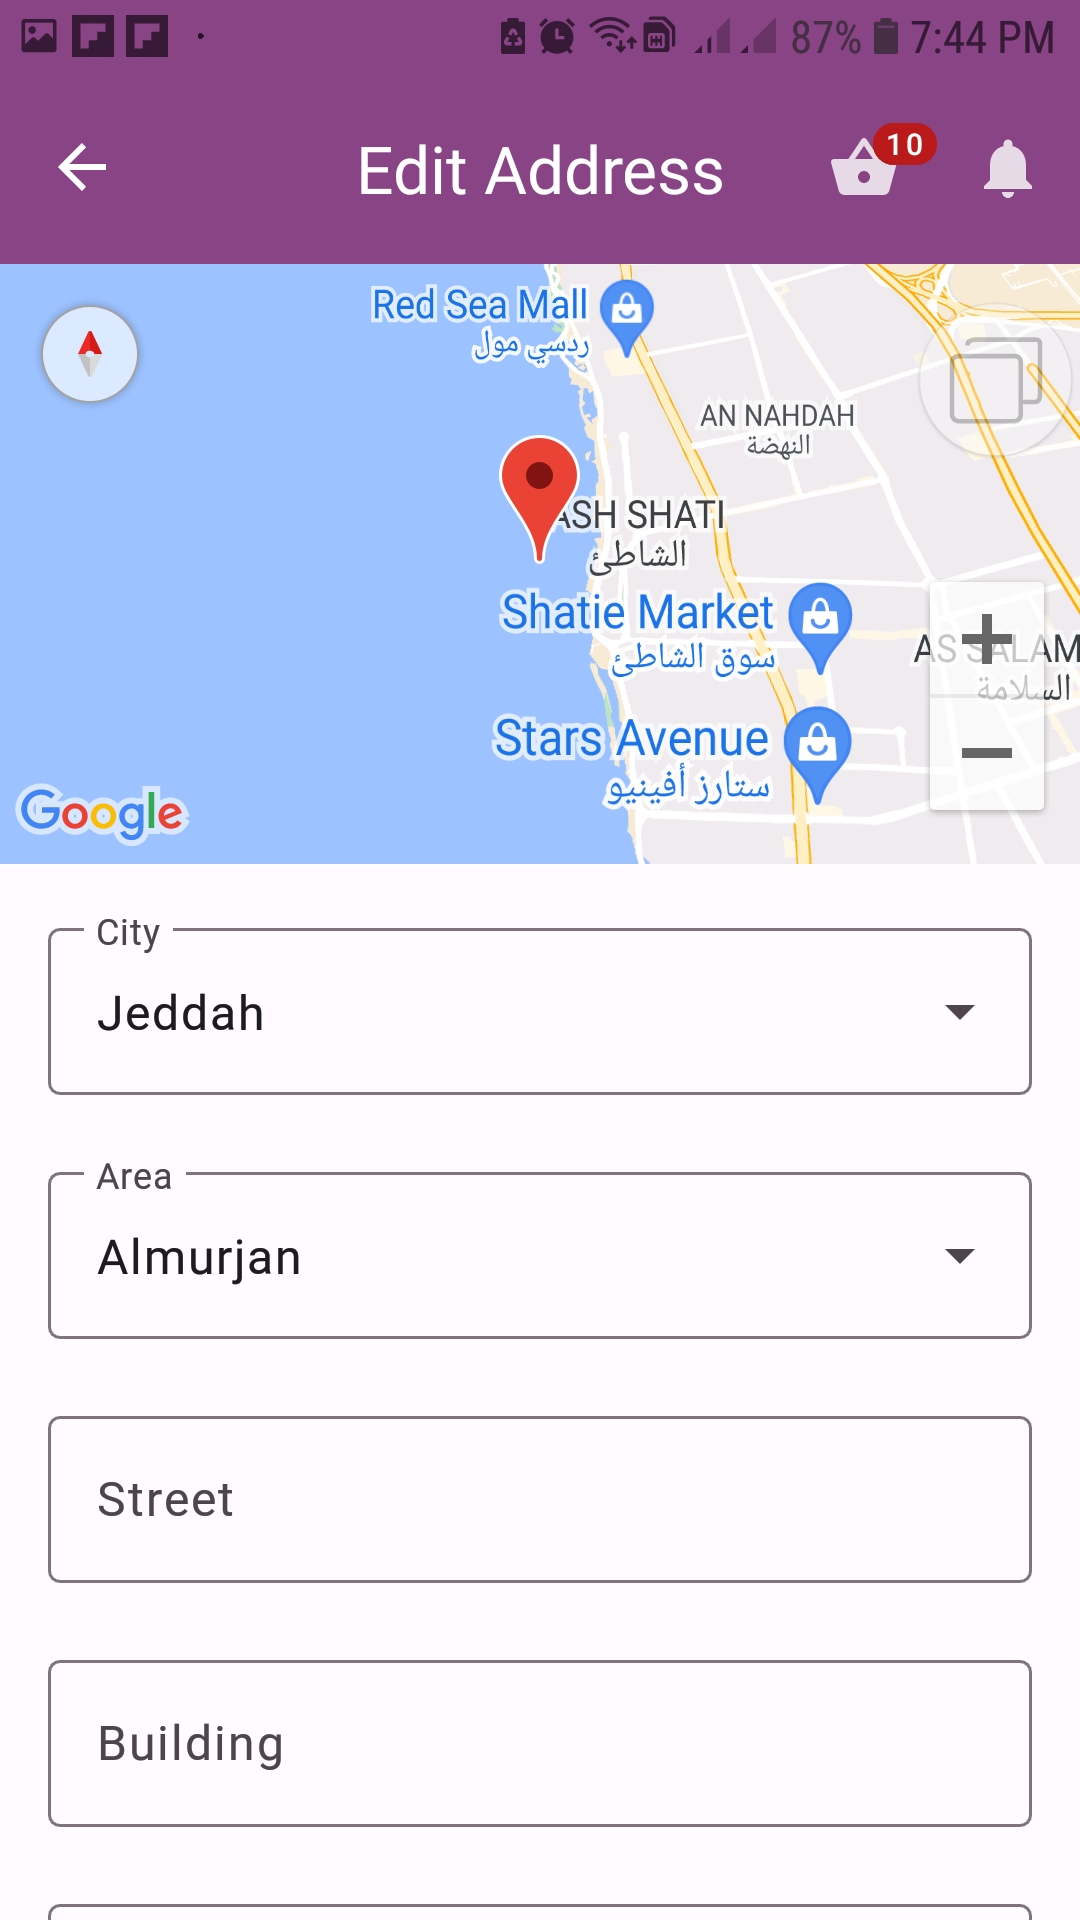 87% 7:44 PM
Edit Address
10
Red Sea Mall
ردسي مول
AN NAHDAH
النهضة
ASH SHATI
الشاطئ
Shatie Market
سوق الشاطئ
AS SALAM
السلامة
Stars Avenue
ستارز أفينيو
Google
City
Jeddah
Area
Almurjan
Street
Building